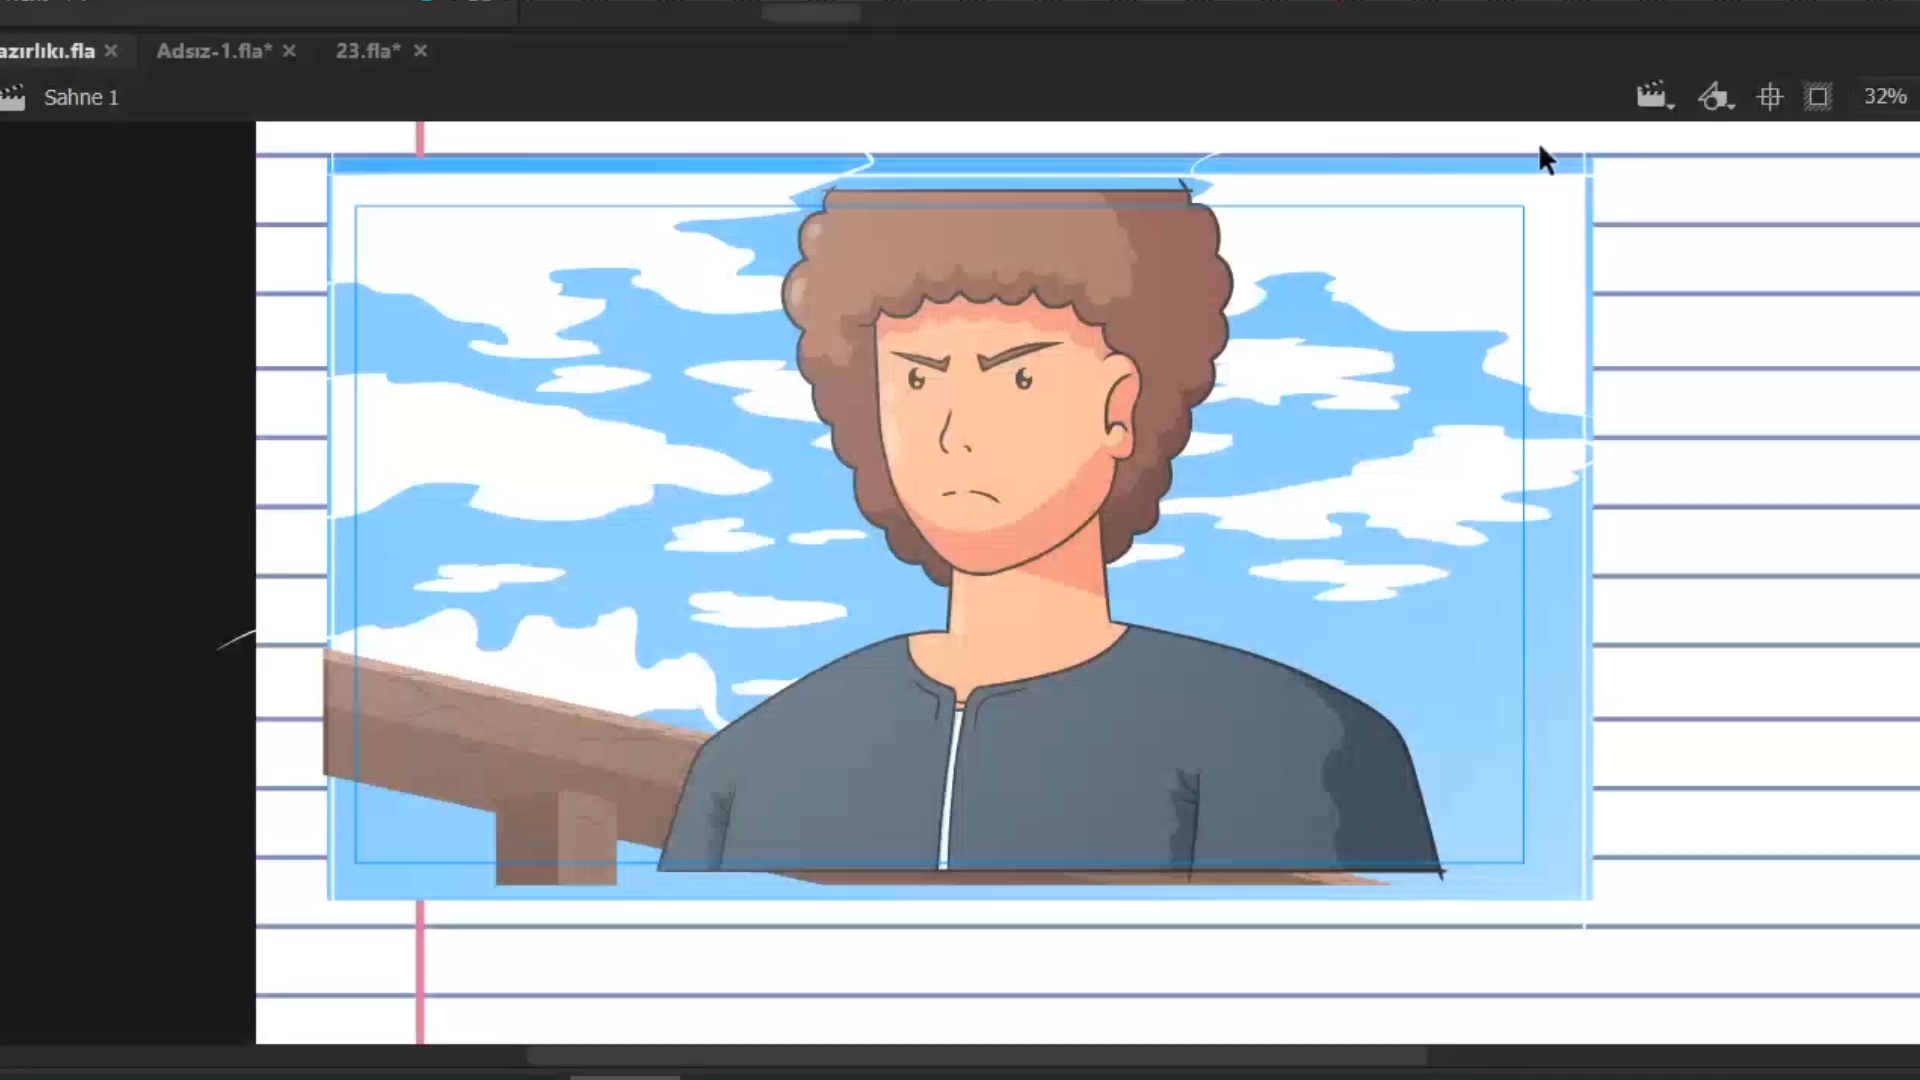 azırlıkı.fla × Adsız-1.fla* × 23.fla* ×
Sahne 1
32%